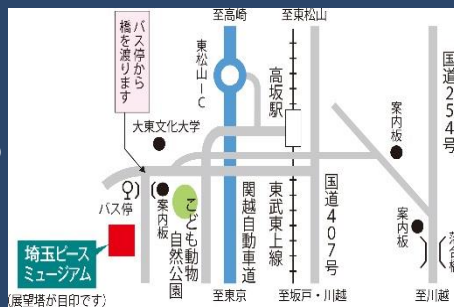 至高崎
至東松山
バス停から
橋を渡ります
東松山IC
高坂駅
国道254号
大東文化大学
案内板
バス停
案内板
こども動物
自然公園
関越自動車道
東武東上線
国道407号
案内板
落合橋
埼玉ピース
ミュージアム
(展望塔が目印です)
至東京
至坂戸・川越
至川越